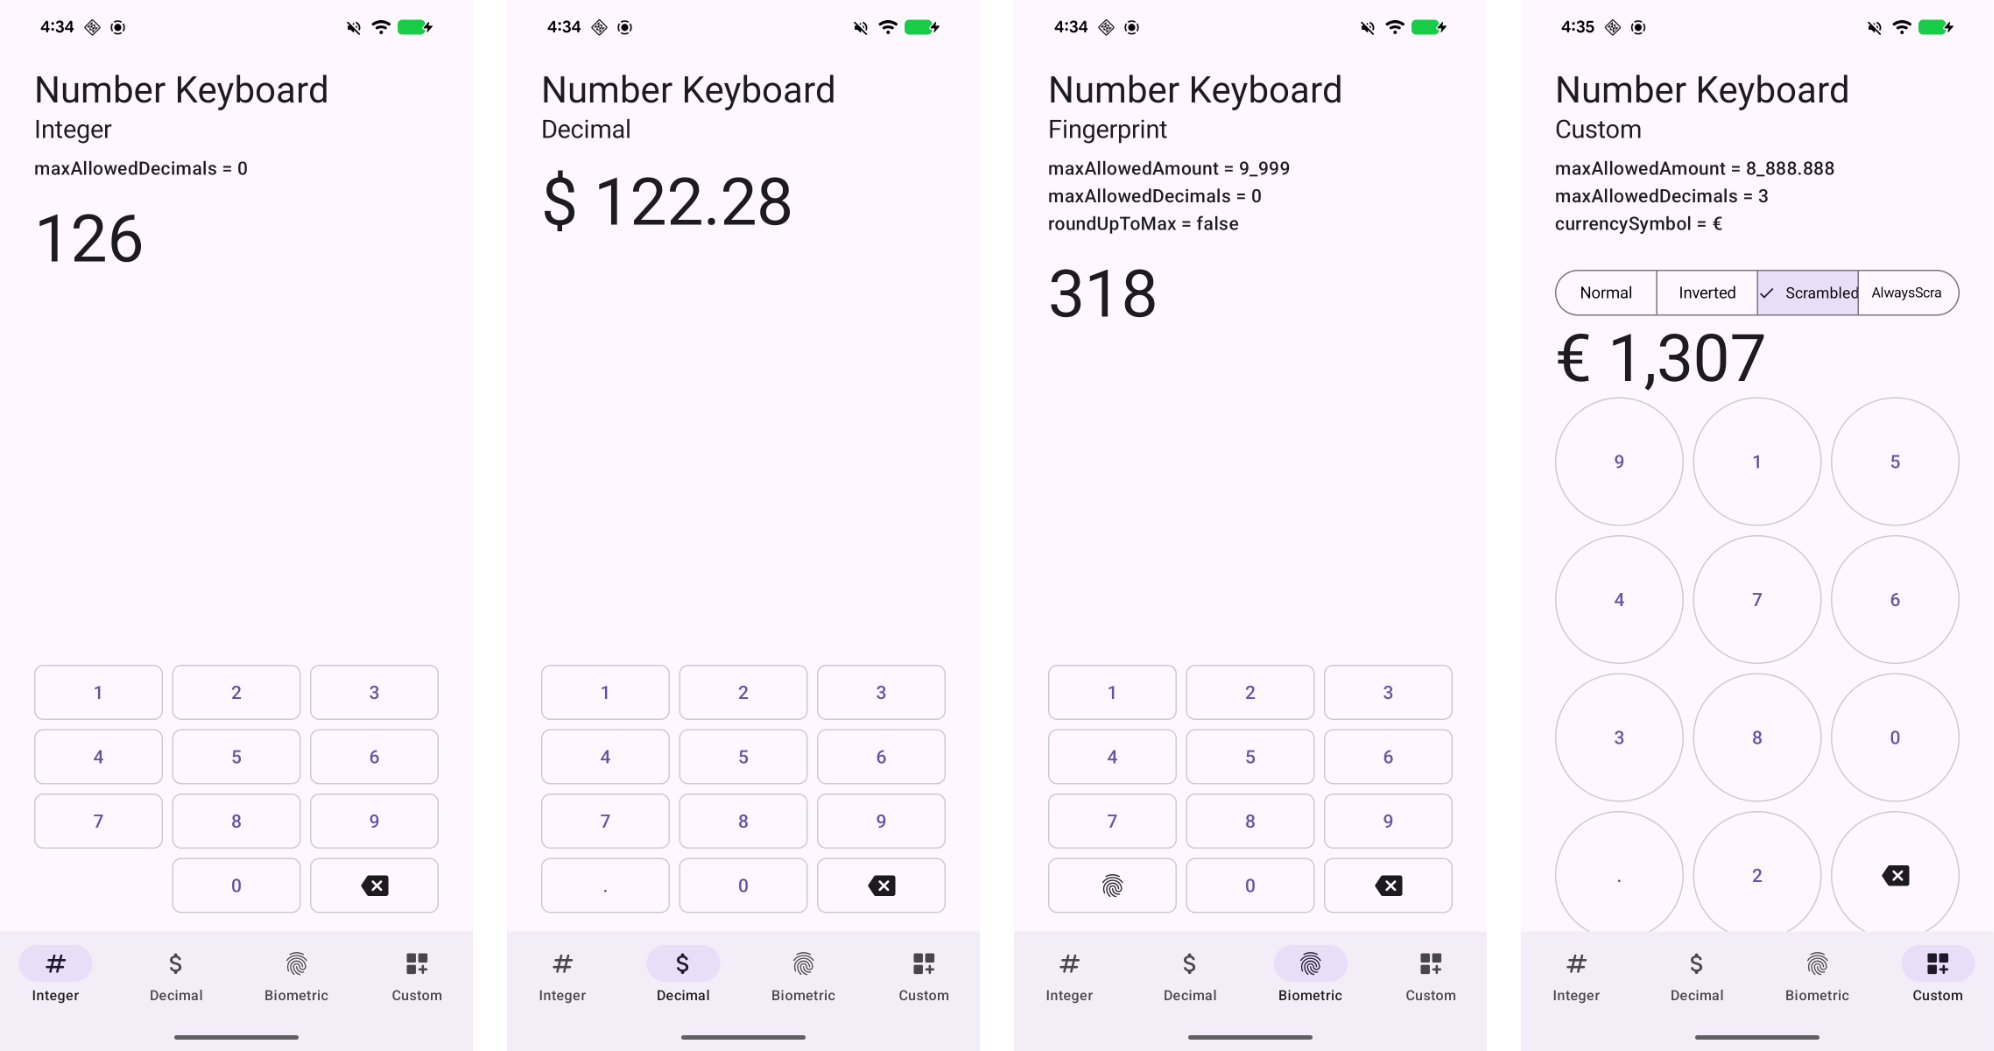 4:34
Number Keyboard
Integer
maxAllowedDecimals = 0
126
1 2 3
4 5 6
7 8 9
0
# $
Integer Decimal Biometric Custom
4:34
Number Keyboard
Decimal
$ 122.28
1 2 3
4 5 6
7 8 9
. 0
# $
Integer Decimal Biometric Custom
4:34
Number Keyboard
Fingerprint
maxAllowedAmount = 9_999
maxAllowedDecimals = 0
roundUpToMax = false
318
1 2 3
4 5 6
7 8 9
0
# $
Integer Decimal Biometric Custom
4:35
Number Keyboard
Custom
maxAllowedAmount = 8_888.888
maxAllowedDecimals = 3
currencySymbol = €
Normal Inverted Scrambled AlwaysScra
€ 1,307
9 1 5
4 7 6
3 8 0
. 2
# $
Integer Decimal Biometric Custom